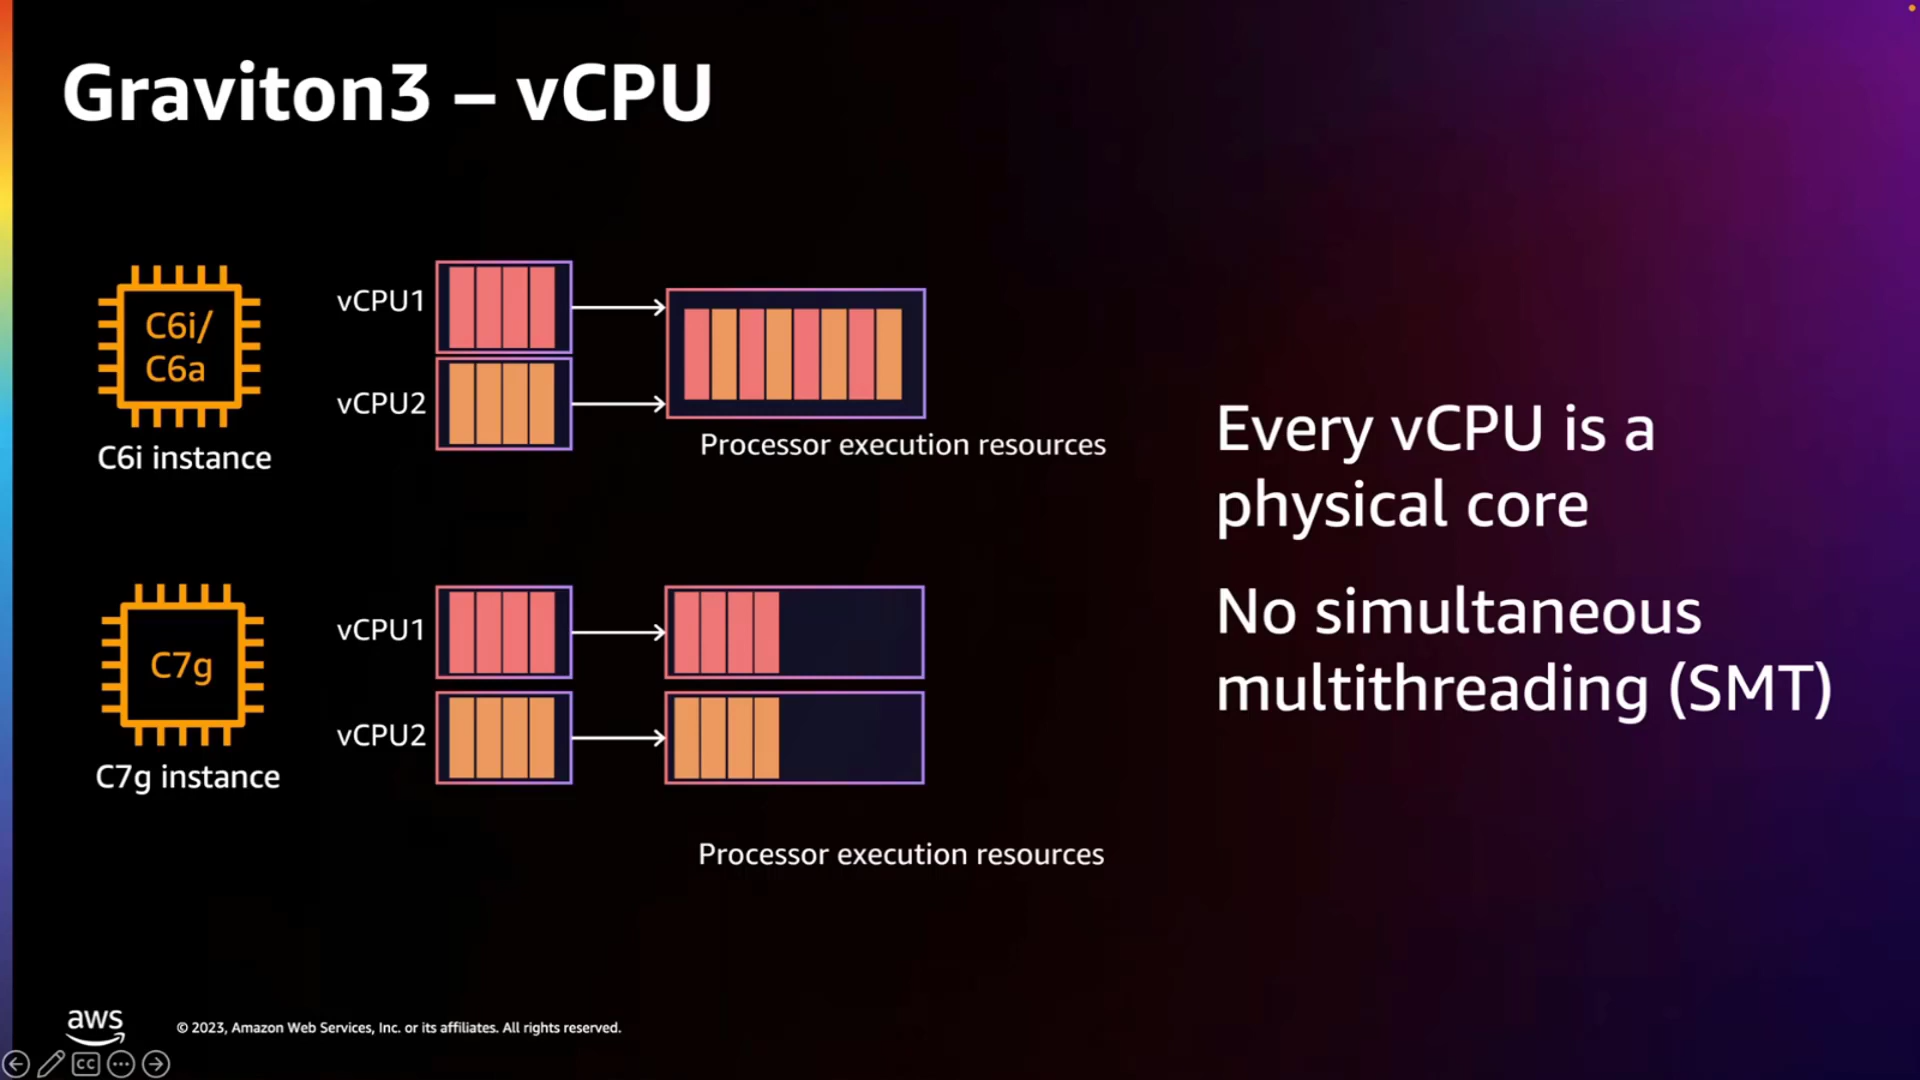 Graviton3 – vCPU
C6i/
C6a
C6i instance
vCPU1
vCPU2
Processor execution resources
C7g
C7g instance
vCPU1
vCPU2
Processor execution resources
Every vCPU is a
physical core
No simultaneous
multithreading (SMT)
aws
© 2023, Amazon Web Services, Inc. or its affiliates. All rights reserved.
CC